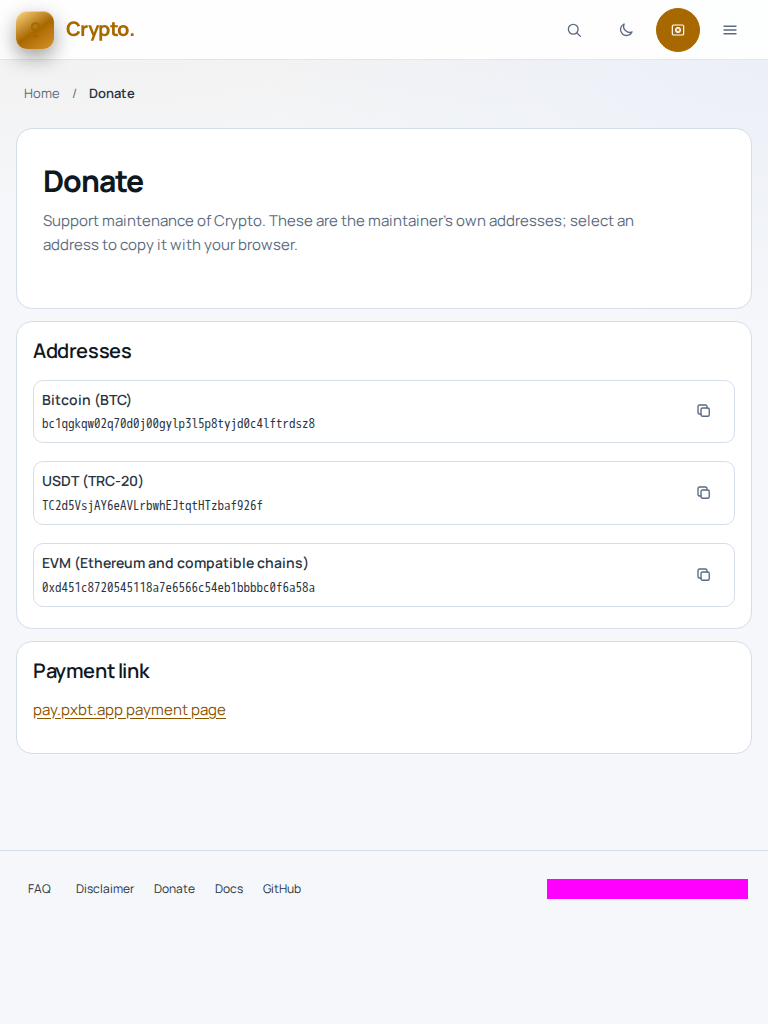 Crypto.
Home / Donate
Donate
Support maintenance of Crypto. These are the maintainer's own addresses; select an
address to copy it with your browser.
Addresses
Bitcoin (BTC)
bc1qgkqw02q70d0j00gylp3l5p8tyjd0c4lftrdsz8
USDT (TRC-20)
TC2d5VsjAY6eAVLrbwhEJtqtHTzbaf926f
EVM (Ethereum and compatible chains)
0xd451c8720545118a7e6566c54eb1bbbbc0f6a58a
Payment link
pay.pxbt.app payment page
FAQ Disclaimer Donate Docs GitHub